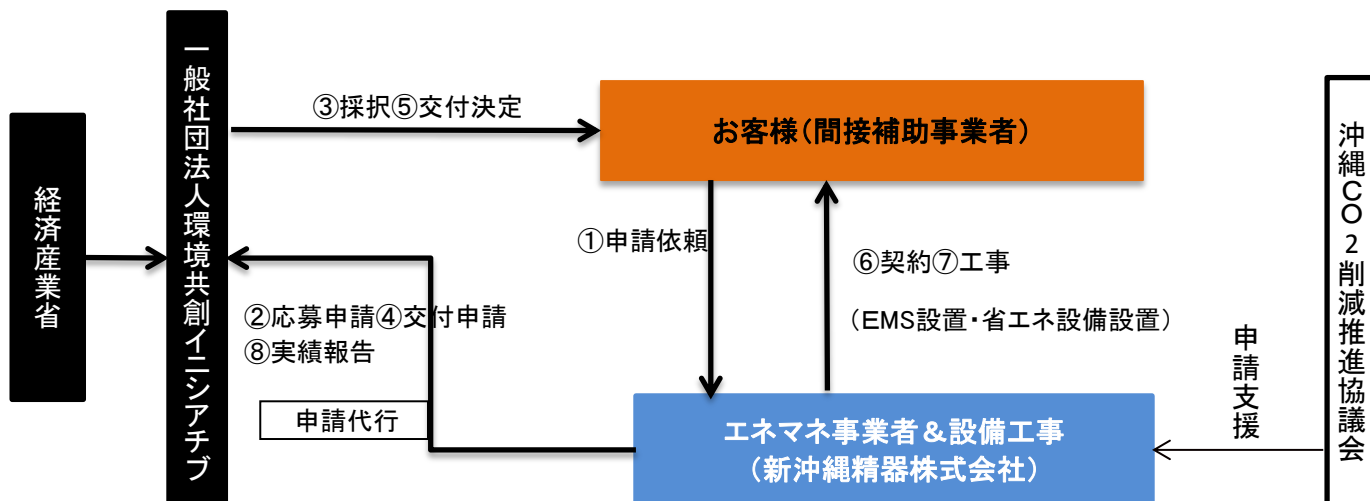 経済産業省
一般社団法人環境共創イニシアチブ
③採択⑤交付決定
お客様(間接補助事業者)
①申請依頼
⑥契約⑦工事
(EMS設置・省エネ設備設置)
②応募申請④交付申請
⑧実績報告
申請代行
エネマネ事業者&設備工事
(新沖縄精器株式会社)
申請支援
沖縄CO2削減推進協議会